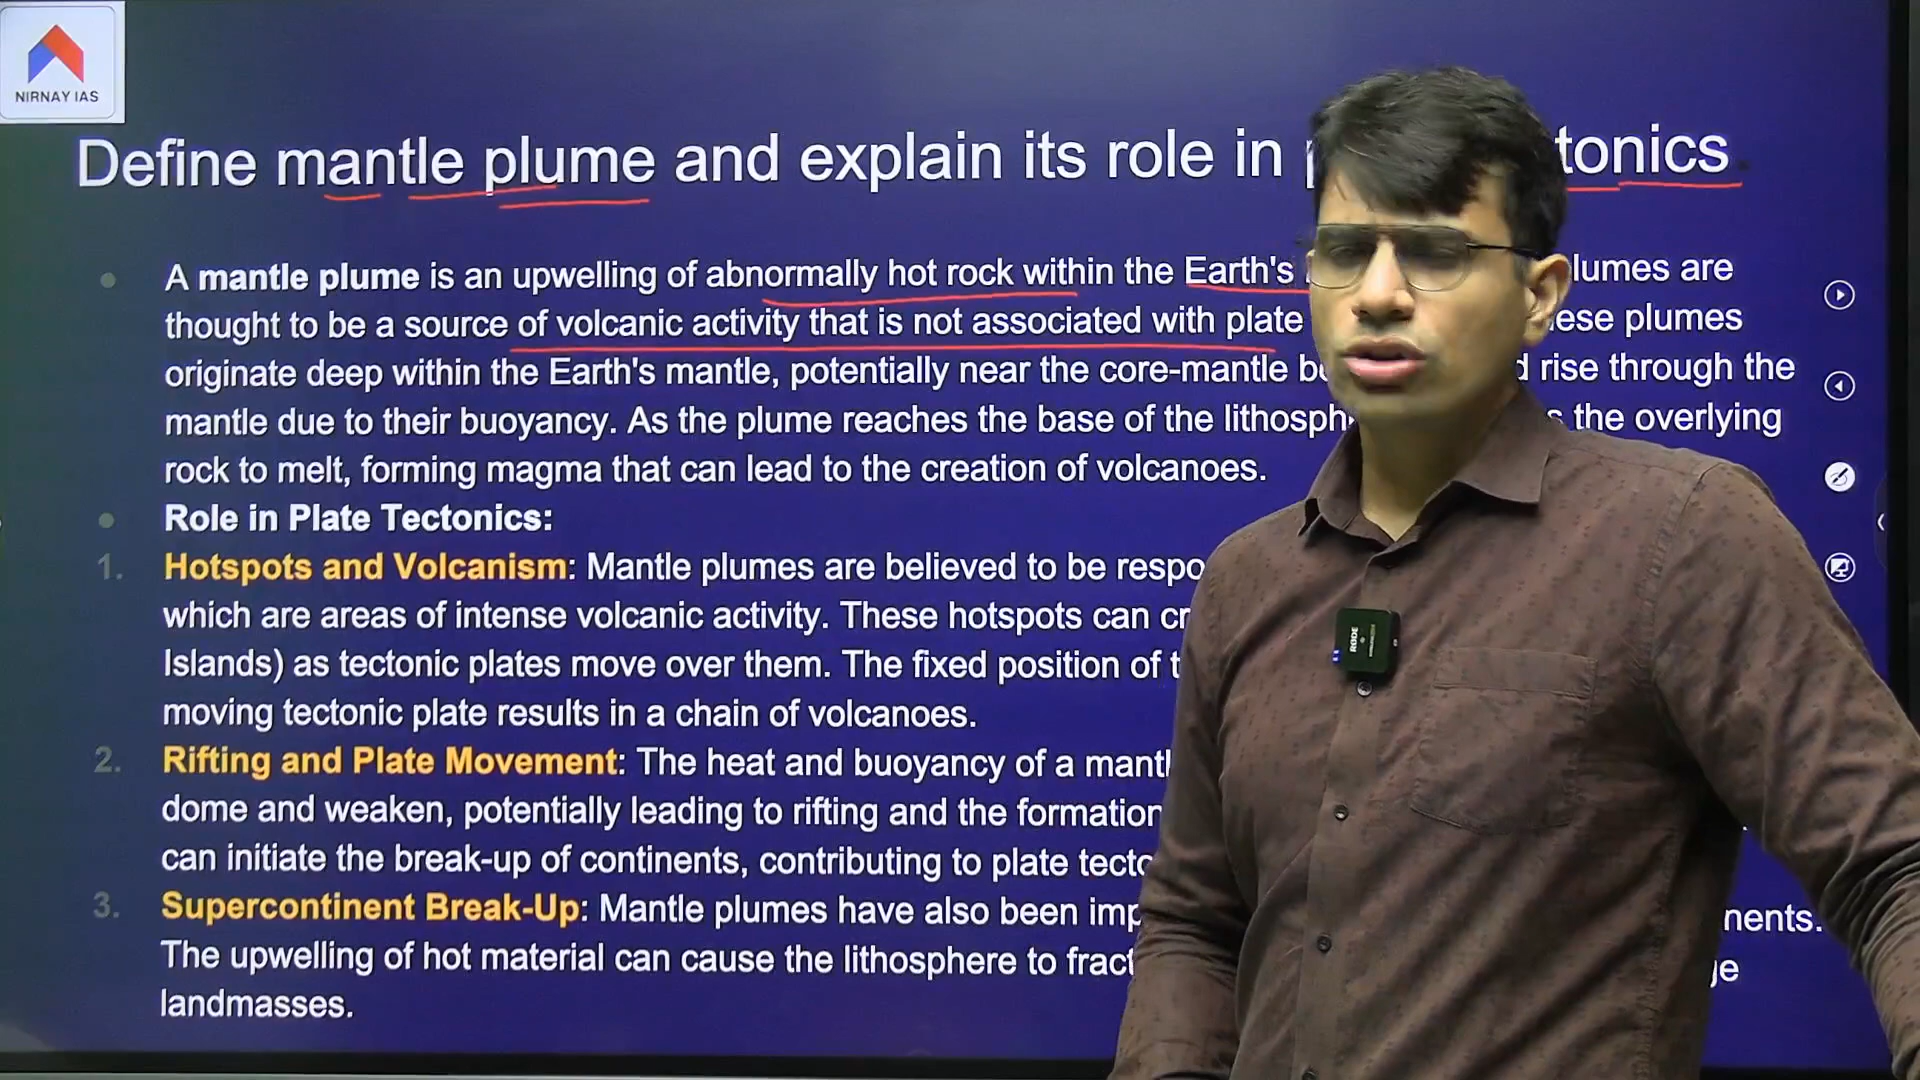 NIRNAY IAS
Define mantle plume and explain its role in tonics.
A mantle plume is an upwelling of abnormally hot rock within the Earth's lumes are
thought to be a source of volcanic activity that is not associated with plate ese plumes
originate deep within the Earth's mantle, potentially near the core-mantle rise through the
mantle due to their buoyancy. As the plume reaches the base of the the overlying
rock to melt, forming magma that can lead to the creation of volcanoes.
Role in Plate Tectonics:
1. Hotspots and Volcanism: Mantle plumes are believed to be respo
which are areas of intense volcanic activity. These hotspots can cr
Islands) as tectonic plates move over them. The fixed position of t
moving tectonic plate results in a chain of volcanoes.
2. Rifting and Plate Movement: The heat and buoyancy of a mantl
dome and weaken, potentially leading to rifting and the formation
can initiate the break-up of continents, contributing to plate tecto
3. Supercontinent Break-Up: Mantle plumes have also been imp nents.
The upwelling of hot material can cause the lithosphere to fract ge
landmasses.
RODE